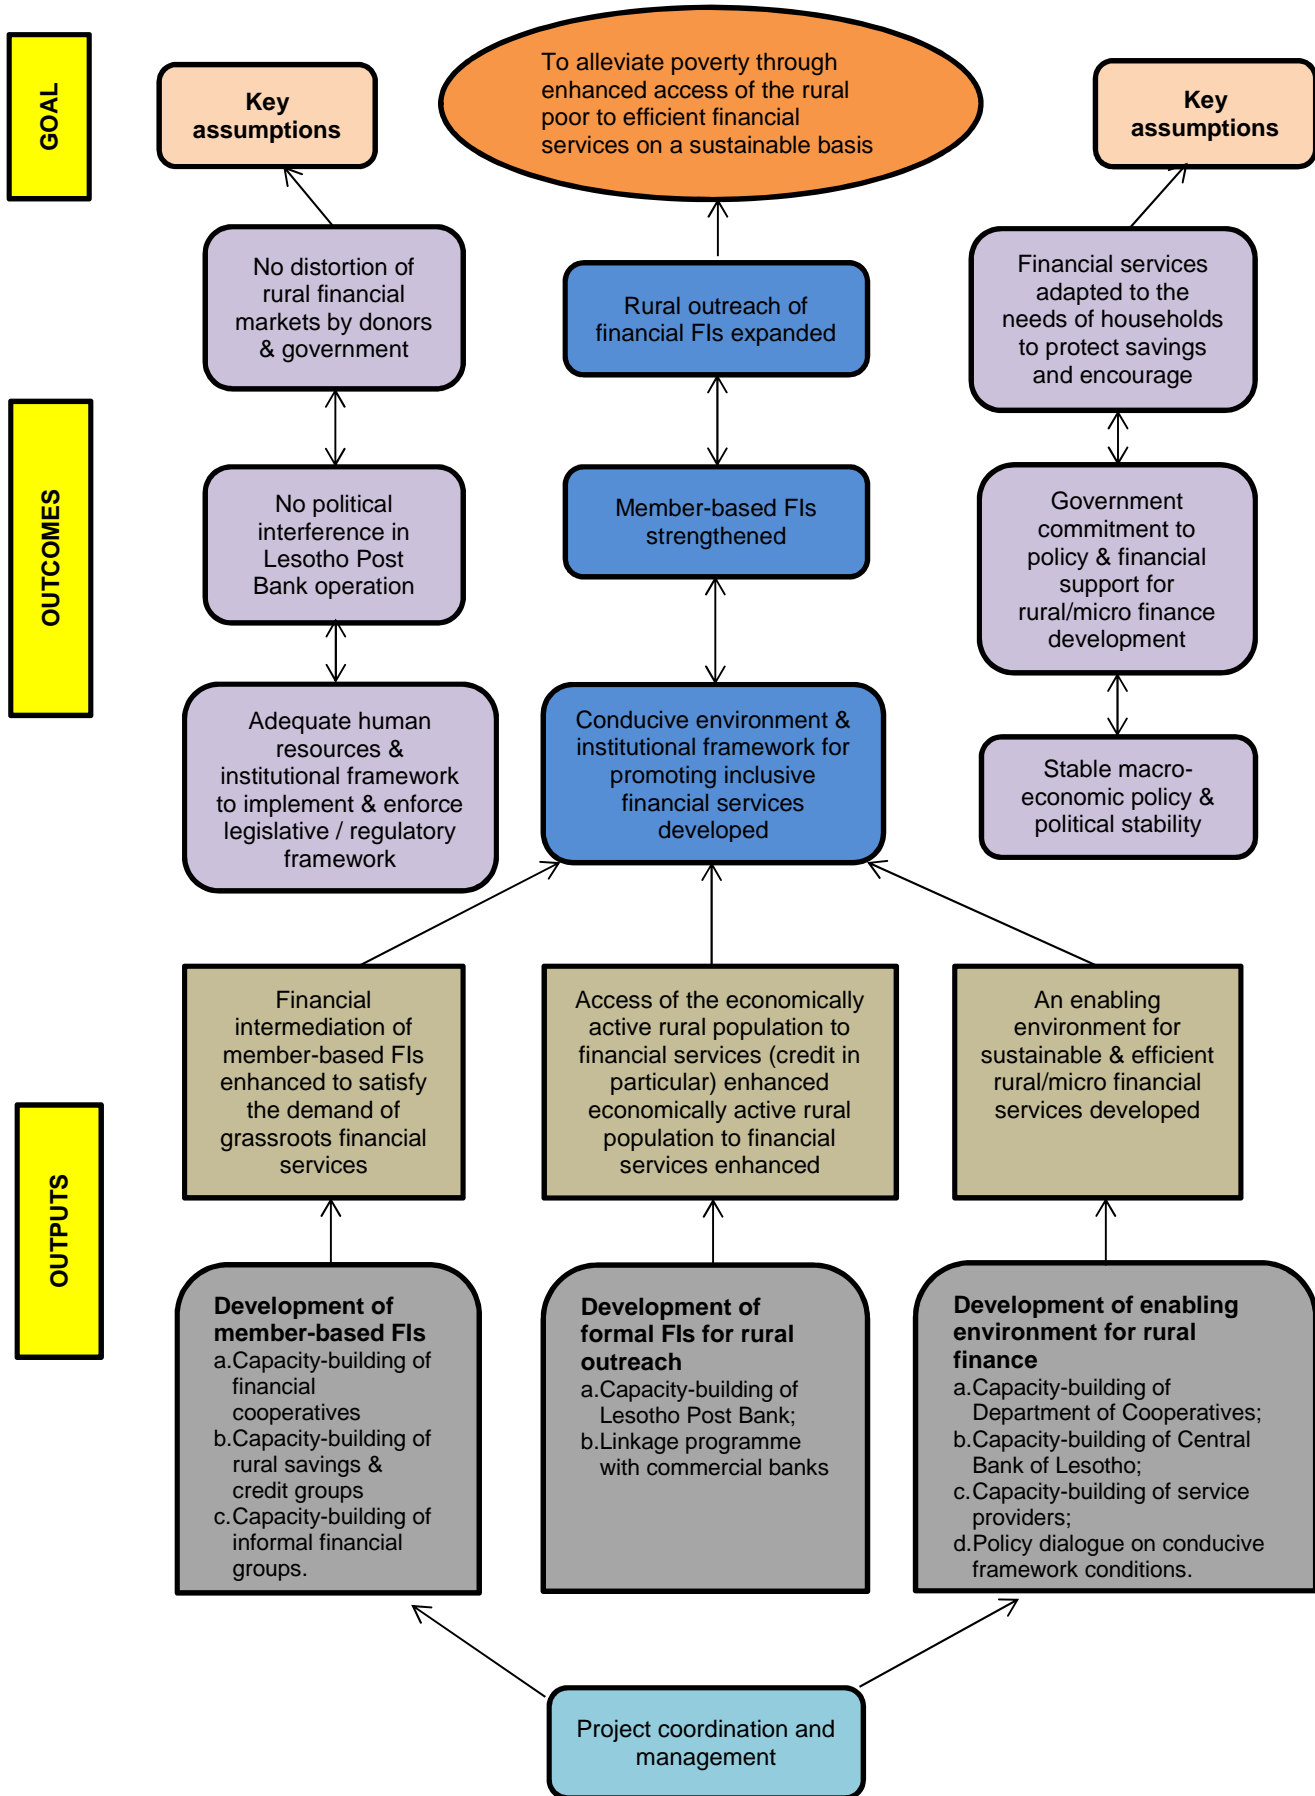 GOAL
Key
assumptions
To alleviate poverty through
enhanced access of the rural
poor to efficient financial
services on a sustainable basis
Key
assumptions
No distortion of
rural financial
markets by donors
& government
Rural outreach of
financial FIs expanded
Financial services
adapted to the
needs of households
to protect savings
and encourage
OUTCOMES
No political
interference in
Lesotho Post
Bank operation
Member-based FIs
strengthened
Government
commitment to
policy & financial
support for
rural/micro finance
development
Adequate human
resources &
institutional framework
to implement & enforce
legislative / regulatory
framework
Conducive environment &
institutional framework for
promoting inclusive
financial services
developed
Stable macro-
economic policy &
political stability
OUTPUTS
Financial
intermediation of
member-based FIs
enhanced to satisfy
the demand of
grassroots financial
services
Access of the economically
active rural population to
financial services (credit in
particular) enhanced
economically active rural
population to financial
services enhanced
An enabling
environment for
sustainable & efficient
rural/micro financial
services developed
Development of
member-based FIs
a.Capacity-building of
financial
cooperatives
b.Capacity-building of
rural savings &
credit groups
c.Capacity-building of
informal financial
groups.
Development of
formal FIs for rural
outreach
a.Capacity-building of
Lesotho Post Bank;
b.Linkage programme
with commercial banks
Development of enabling
environment for rural
finance
a.Capacity-building of
Department of Cooperatives;
b.Capacity-building of Central
Bank of Lesotho;
c.Capacity-building of service
providers;
d.Policy dialogue on conducive
framework conditions.
Project coordination and
management